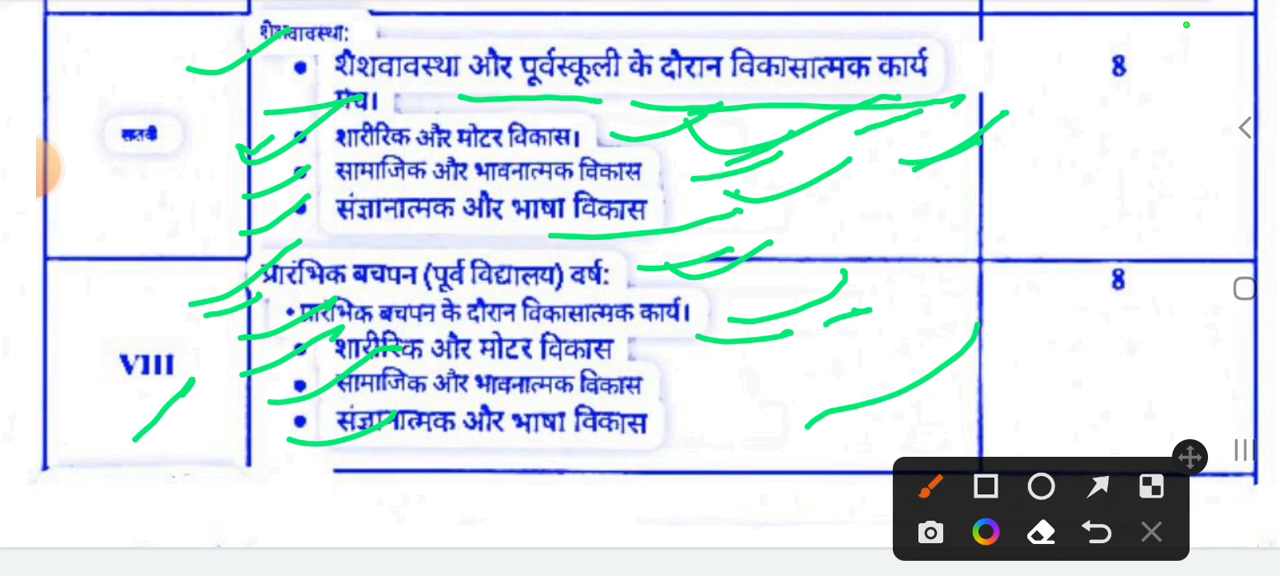 शैशवावस्था:
शैशवावस्था और पूर्वस्कूली के दौरान विकासात्मक कार्य
मंच।
8
सातवीं
शारीरिक और मोटर विकास।
सामाजिक और भावनात्मक विकास
संज्ञानात्मक और भाषा विकास
प्रारंभिक बचपन (पूर्व विद्यालय) वर्ष:
8
• प्रारंभिक बचपन के दौरान विकासात्मक कार्य।
VIII
शारीरिक और मोटर विकास
सामाजिक और भावनात्मक विकास
संज्ञानात्मक और भाषा विकास